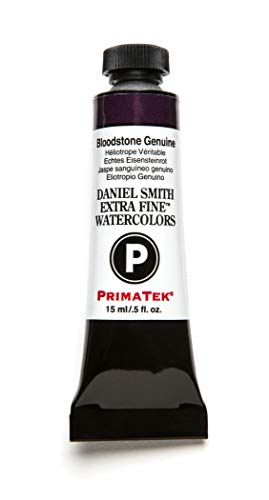 Bloodstone Genuine
Héliotrope Véritable
Echtes Eisensteinrot
Jaspe sanguíneo genuino
Eliotropio Genuino
DANIEL SMITH
EXTRA FINE™
WATERCOLORS
P
PRIMATEK®
15 ml/.5 fl. oz.